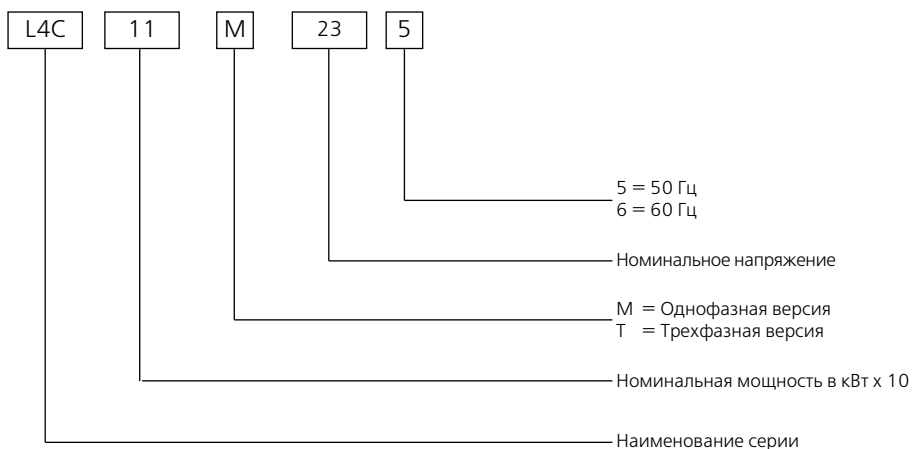 L4C 11 M 23 5
5 = 50 Гц
6 = 60 Гц
Номинальное напряжение
М = Однофазная версия
Т = Трехфазная версия
Номинальная мощность в кВт x 10
Наименование серии